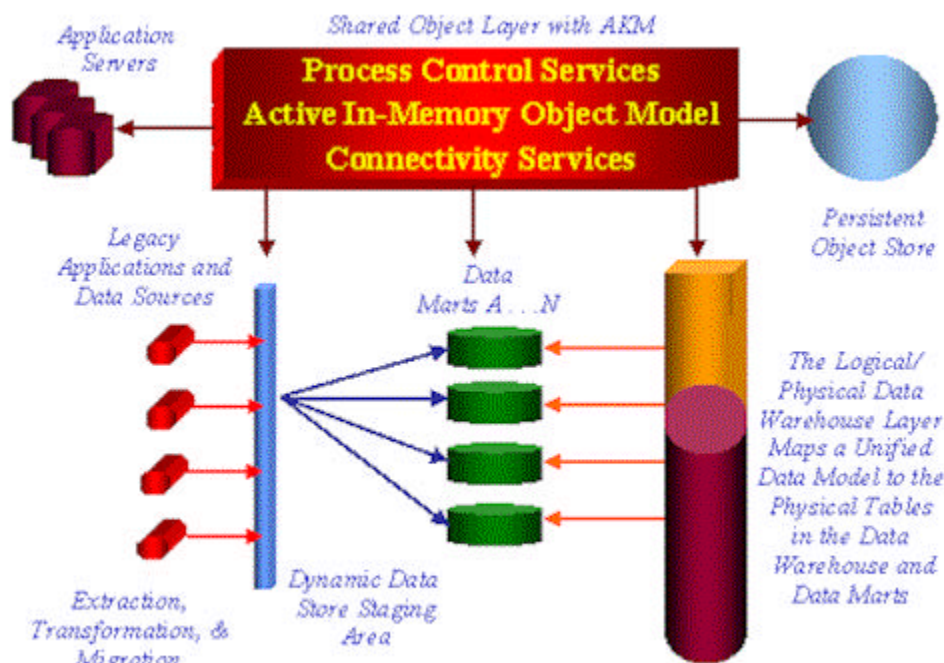 Shared Object Layer with AKM
Application
Servers
Process Control Services
Active In-Memory Object Model
Connectivity Services
Persistent
Object Store
Legacy
Applications and
Data Sources
Data
Marts A . . . N
The Logical/
Physical Data
Warehouse Layer
Maps a Unified
Data Model to the
Physical Tables
in the Data
Warehouse and
Data Marts
Dynamic Data
Store Staging
Area
Extraction,
Transformation, &
Migration